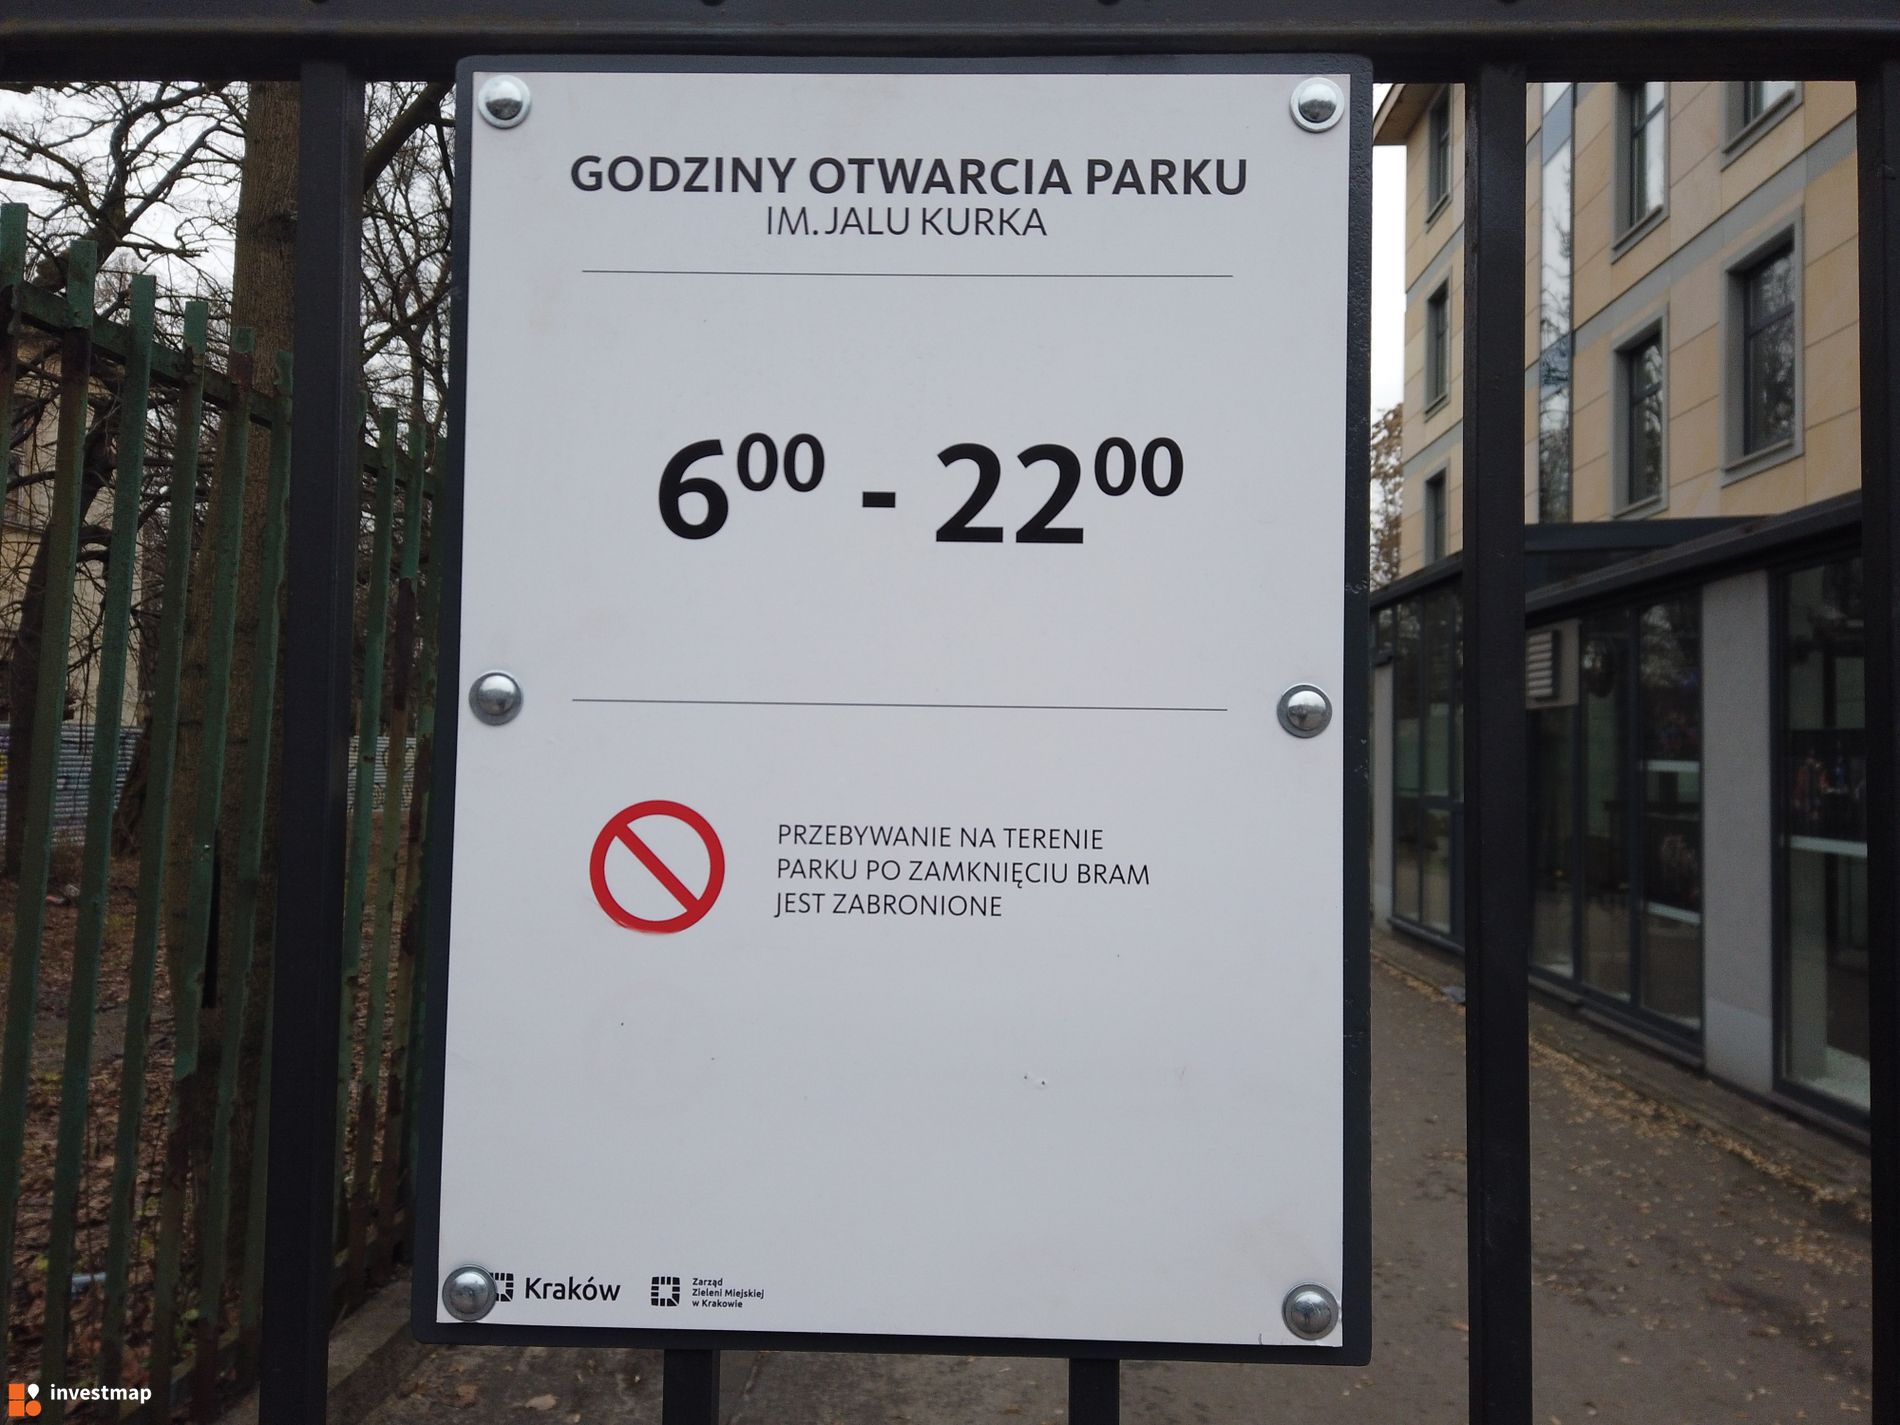 GODZINY OTWARCIA PARKU
IM. JALU KURKA
6⁰⁰ - 22⁰⁰
PRZEBYWANIE NA TERENIE
PARKU PO ZAMKNIĘCIU BRAM
JEST ZABRONIONE
Kraków
Zarząd
Zieleni Miejskiej
w Krakowie
investmap